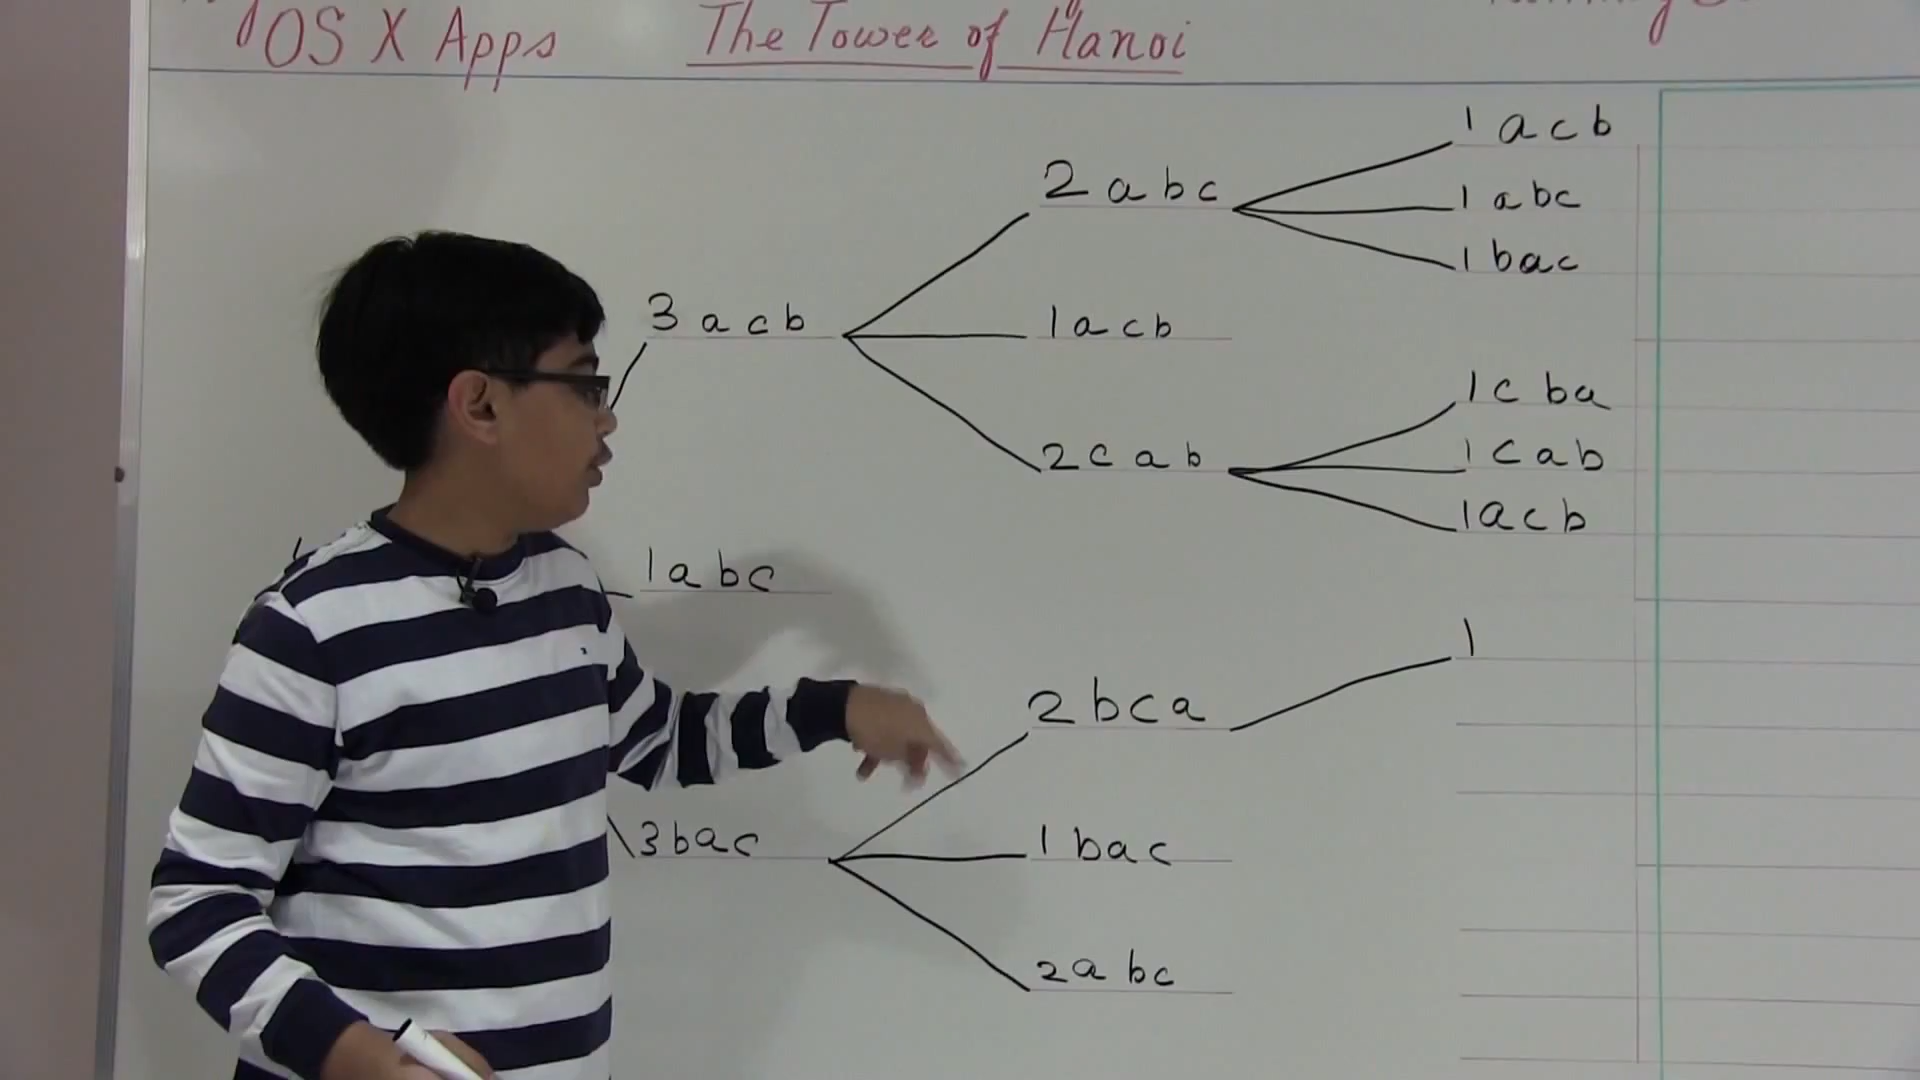 OS X Apps
The Tower of Hanoi
1 a c b
2 a b c
1 a b c
1 b a c
3 a c b
1 a c b
1 c b a
2 c a b
1 c a b
1 a c b
1 a b c
1
2 b c a
3 b a c
1 b a c
2 a b c